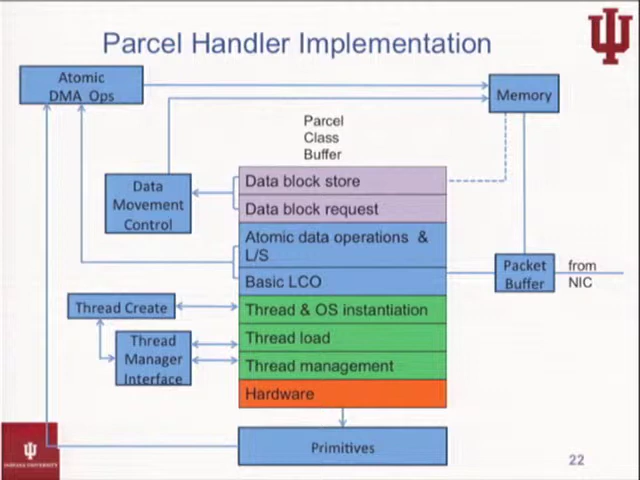 Parcel Handler Implementation
Atomic
DMA Ops
Memory
Parcel
Class
Buffer
Data
Movement
Control
Data block store
Data block request
Atomic data operations &
L/S
Basic LCO
Packet
Buffer
from
NIC
Thread Create
Thread & OS instantiation
Thread
Manager
Interface
Thread load
Thread management
Hardware
Primitives
INDIANA UNIVERSITY
22